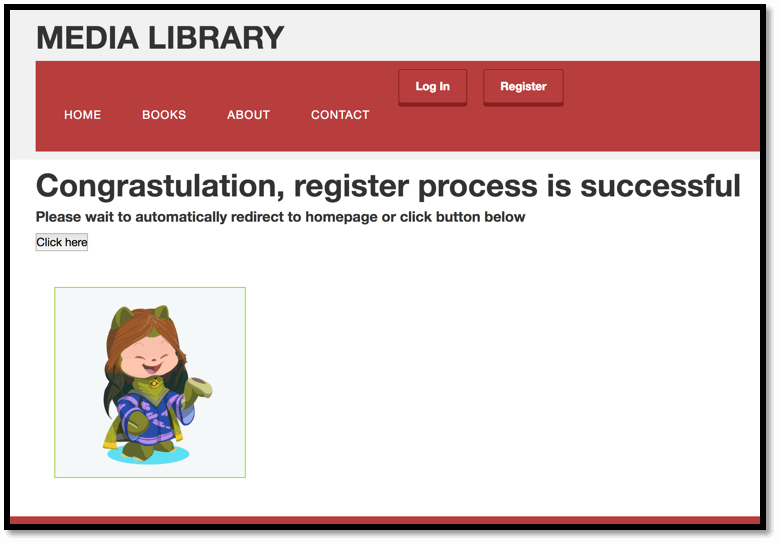 MEDIA LIBRARY
Log In Register
HOME BOOKS ABOUT CONTACT
Congrastulation, register process is successful
Please wait to automatically redirect to homepage or click button below
Click here